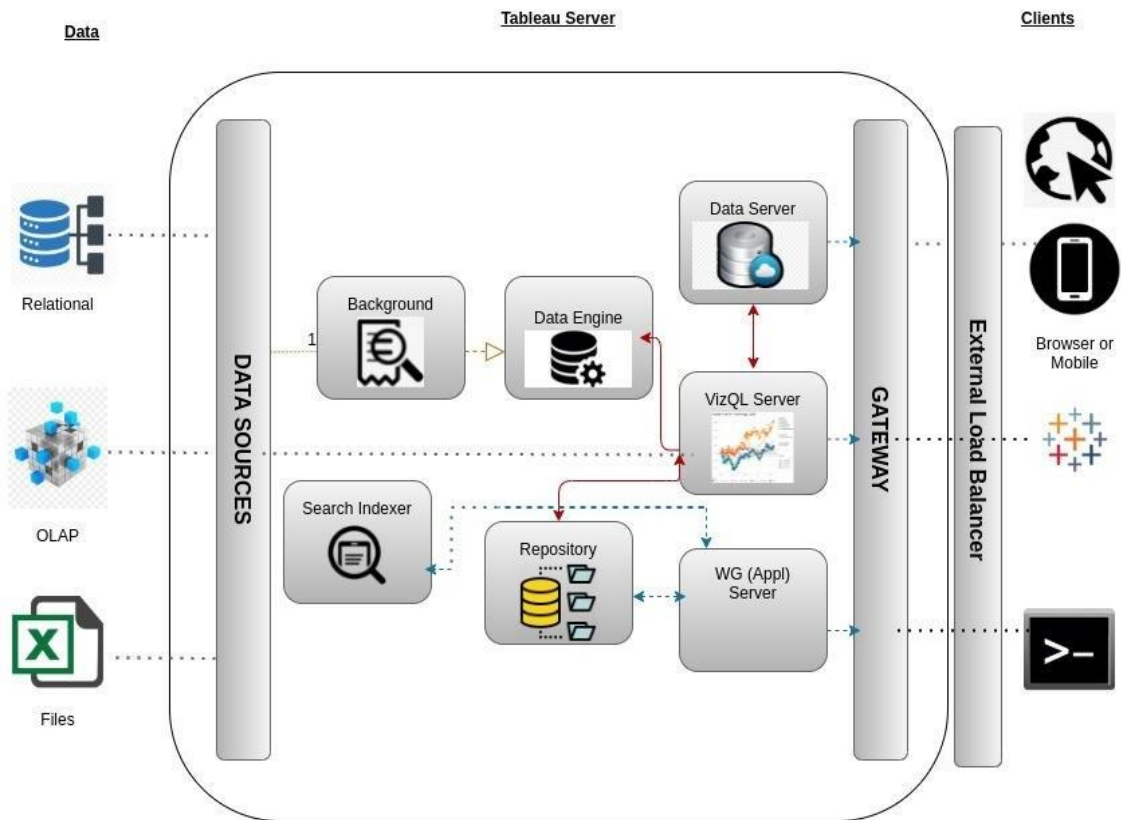 Data
Tableau Server
Clients
Relational
OLAP
Files
DATA SOURCES
1
Background
Data Engine
Data Server
VizQL Server
Search Indexer
Repository
WG (Appl)
Server
GATEWAY
External Load Balancer
Browser or
Mobile
>_